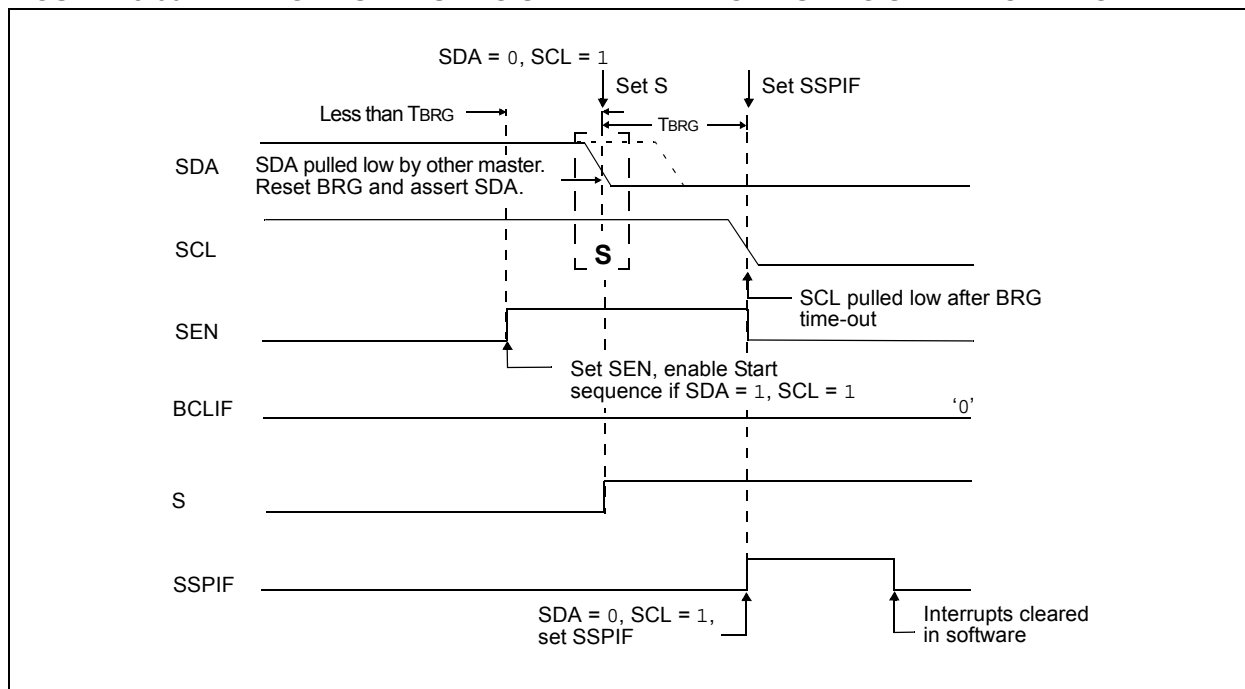 SDA = 0, SCL = 1
Set S
Set SSPIF
Less than TBRG
TBRG
SDA
SDA pulled low by other master.
Reset BRG and assert SDA.
SCL
S
SCL pulled low after BRG
time-out
SEN
Set SEN, enable Start
sequence if SDA = 1, SCL = 1
BCLIF
‘0’
S
SSPIF
SDA = 0, SCL = 1,
set SSPIF
Interrupts cleared
in software